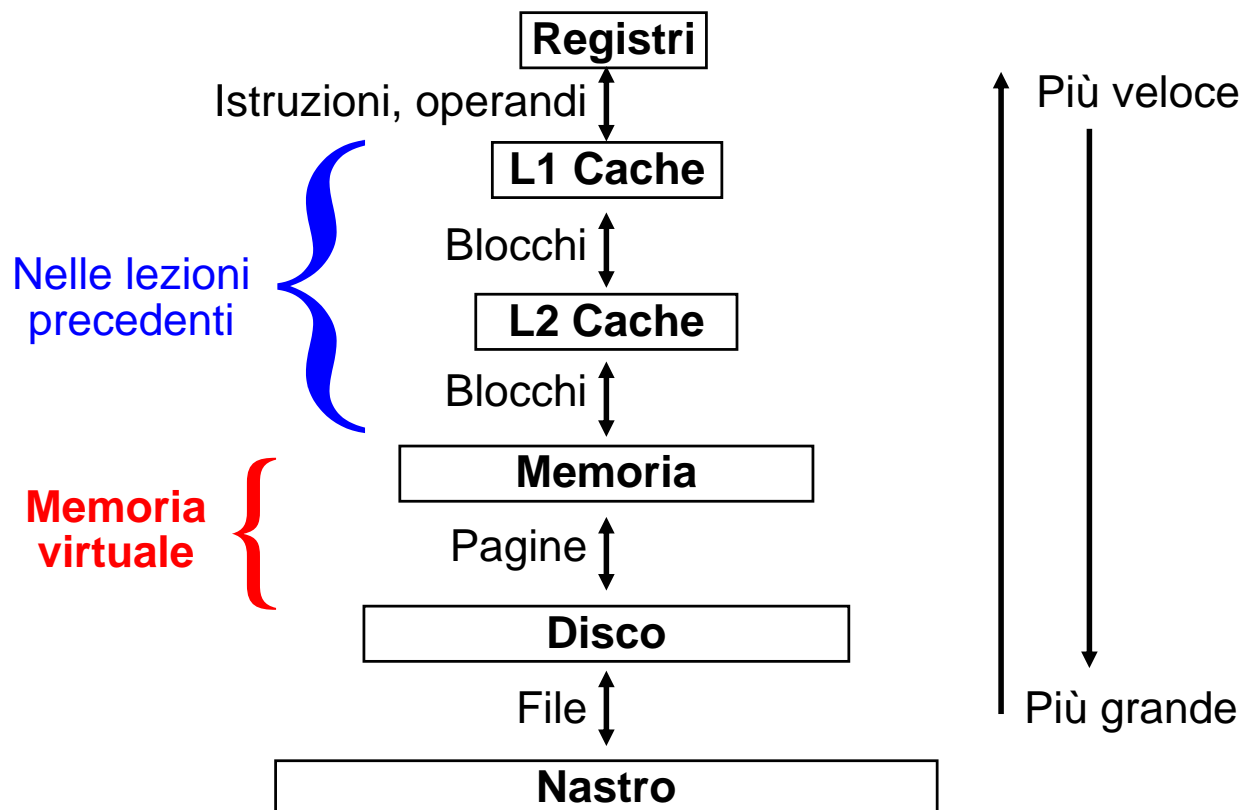 Registri
Istruzioni, operandi
Più veloce
L1 Cache
Blocchi
Nelle lezioni
precedenti
L2 Cache
Blocchi
Memoria
Memoria
virtuale
Pagine
Disco
File
Più grande
Nastro